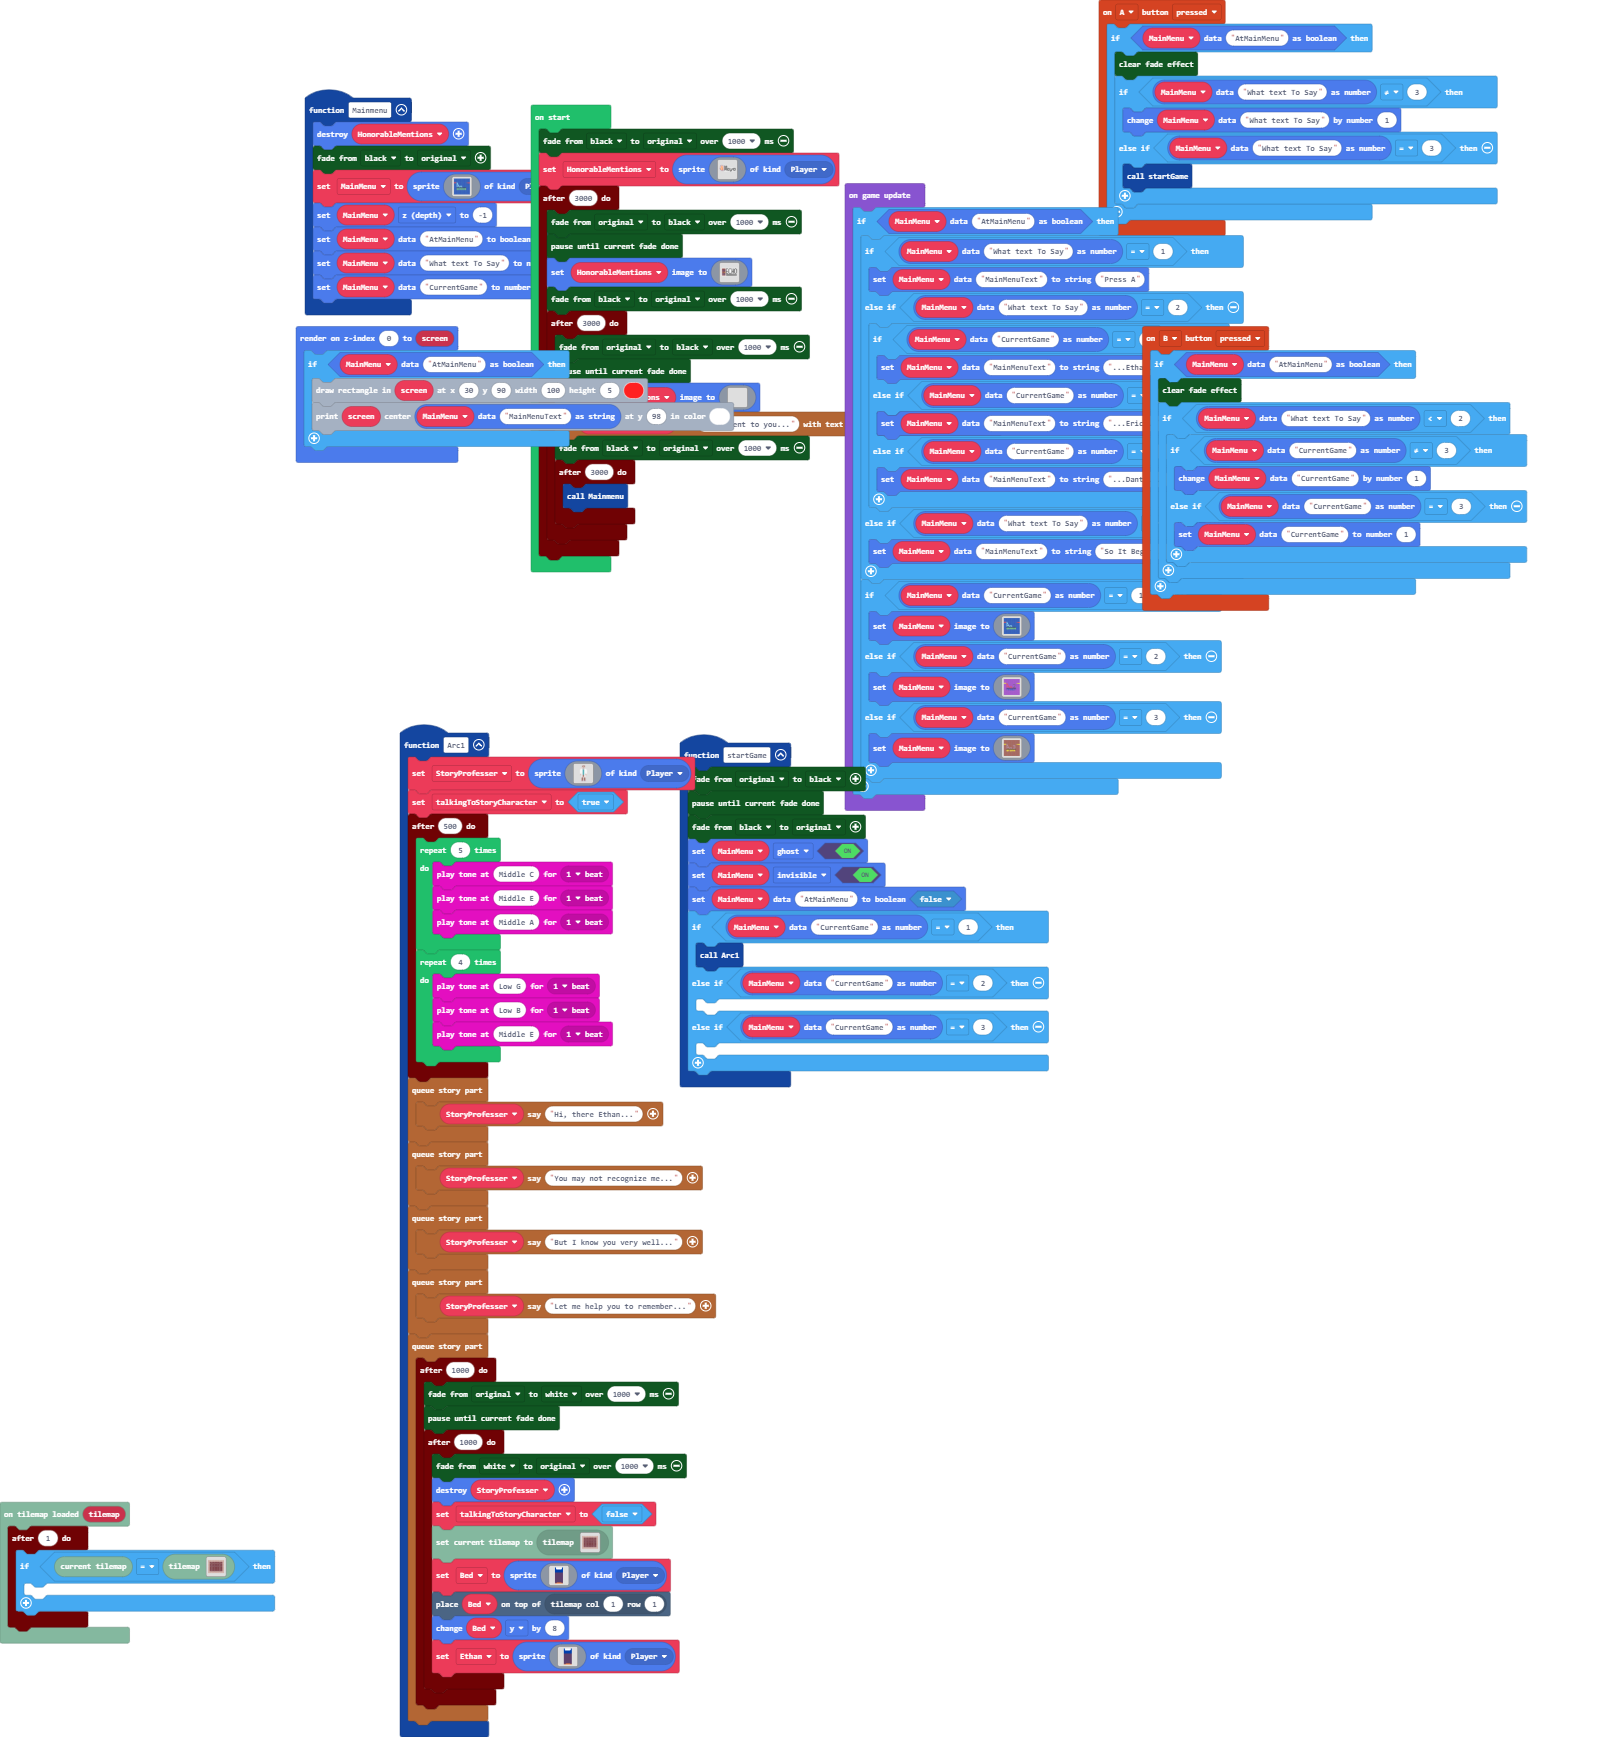 on A button pressed
if MainMenu data "AtMainMenu" as boolean then
clear fade effect
if MainMenu data "What text To Say" as number ≠ 3 then
change MainMenu data "What text To Say" by number 1
else if MainMenu data "What text To Say" as number = 3 then
call startGame
function Mainmenu
destroy HonorableMentions
fade from black to original
set MainMenu to sprite of kind
set MainMenu z (depth) to -1
set MainMenu data "AtMainMenu" to boolean
set MainMenu data "What text To Say" to
set MainMenu data "CurrentGame" to number
on start
fade from black to original over 1000 ms
set HonorableMentions to sprite of kind Player
after 3000 do
fade from original to black over 1000 ms
pause until current fade done
set HonorableMentions image to
fade from black to original over 1000 ms
after 3000 do
fade from original to black over 1000 ms
until current fade done
image to
to you..." with text
fade from black to original over 1000 ms
after 3000 do
call Mainmenu
render on z-index 0 to screen
if MainMenu data "AtMainMenu" as boolean then
draw rectangle in screen at x 30 y 90 width 100 height 5
print screen center MainMenu data "MainMenuText" as string at y 98 in color
on game update
if MainMenu data "AtMainMenu" as boolean then
if MainMenu data "What text To Say" as number = 1 then
set MainMenu data "MainMenuText" to string "Press A"
else if MainMenu data "What text To Say" as number = 2 then
if MainMenu data "CurrentGame" as number =
set MainMenu data "MainMenuText" to string
else if MainMenu data "CurrentGame" as number =
set MainMenu data "MainMenuText" to string
else if MainMenu data "CurrentGame" as number =
set MainMenu data "MainMenuText" to string
else if MainMenu data "What text To Say" as number
set MainMenu data "MainMenuText" to string "So It
if MainMenu data "CurrentGame" as number = 1
set MainMenu image to
else if MainMenu data "CurrentGame" as number = 2 then
set MainMenu image to
else if MainMenu data "CurrentGame" as number = 3 then
set MainMenu image to
on B button pressed
if MainMenu data "AtMainMenu" as boolean then
clear fade effect
if MainMenu data "What text To Say" as number < 2 then
if MainMenu data "CurrentGame" as number ≠ 3 then
change MainMenu data "CurrentGame" by number 1
else if MainMenu data "CurrentGame" as number = 3 then
set MainMenu data "CurrentGame" to number 1
function Arc1
set StoryProfesser to sprite of kind Player
set talkingToStoryCharacter to true
after 500 do
repeat 5 times
do play tone at Middle C for 1 beat
play tone at Middle E for 1 beat
play tone at Middle A for 1 beat
repeat 4 times
do play tone at Low G for 1 beat
play tone at Low B for 1 beat
play tone at Middle E for 1 beat
queue story part
StoryProfesser say "Hi, there Ethan..."
queue story part
StoryProfesser say "You may not recognize me..."
queue story part
StoryProfesser say "But I know you very well..."
queue story part
StoryProfesser say "Let me help you to remember..."
queue story part
after 1000 do
fade from original to white over 1000 ms
pause until current fade done
after 1000 do
fade from white to original over 1000 ms
destroy StoryProfesser
set talkingToStoryCharacter to false
set current tilemap to tilemap
set Bed to sprite of kind Player
place Bed on top of tilemap col 1 row 1
change Bed y by 8
set Ethan to sprite of kind Player
function startGame
fade from original to black
pause until current fade done
fade from black to original
set MainMenu ghost ON
set MainMenu invisible ON
set MainMenu data "AtMainMenu" to boolean false
if MainMenu data "CurrentGame" as number = 1 then
call Arc1
else if MainMenu data "CurrentGame" as number = 2 then
else if MainMenu data "CurrentGame" as number = 3 then
on tilemap loaded tilemap
after 1 do
if current tilemap = tilemap then